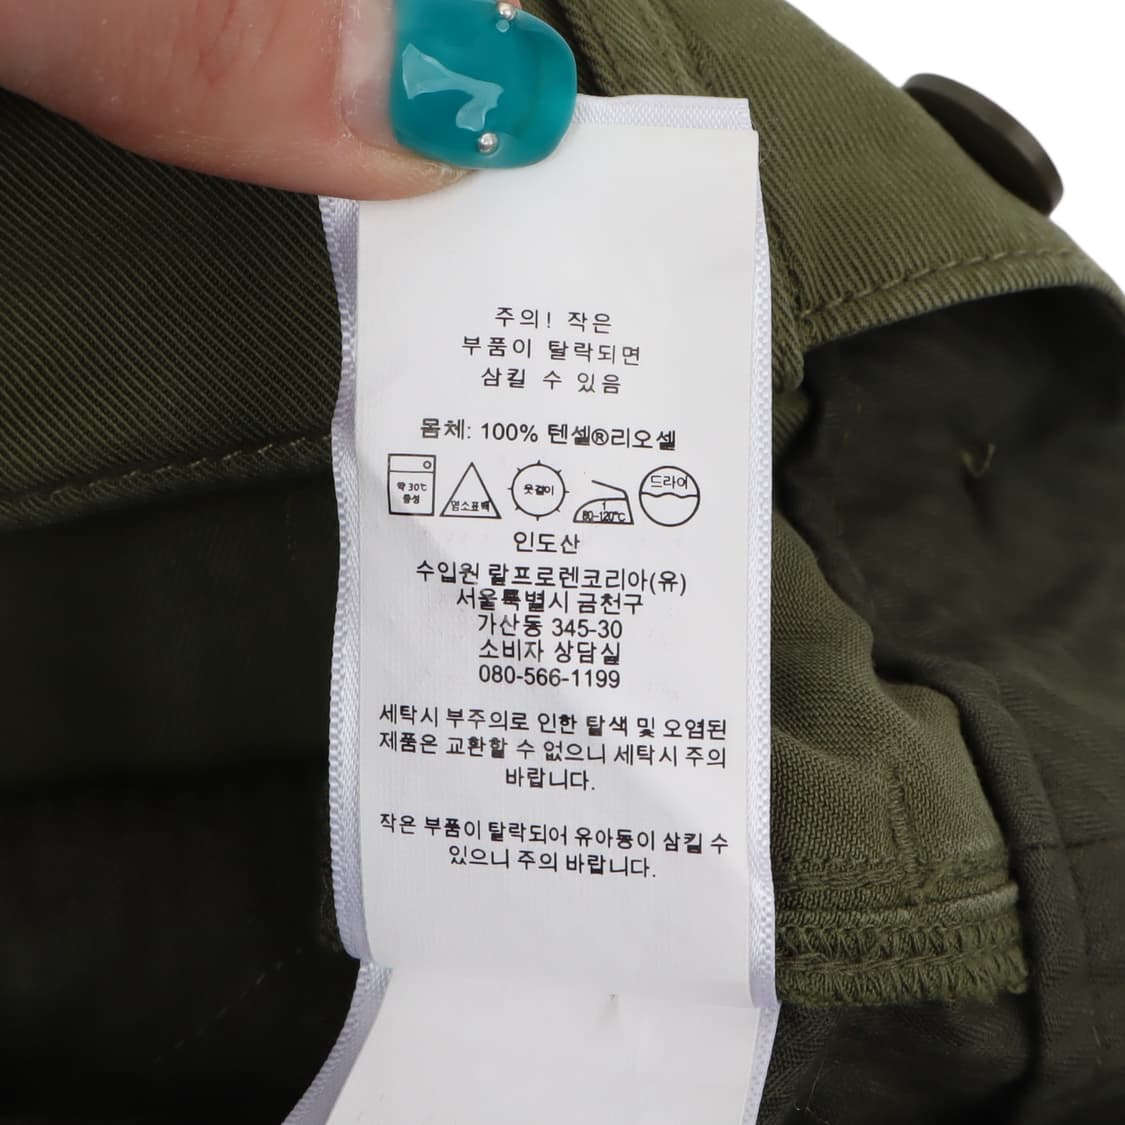 주의! 작은
부품이 탈락되면
삼킬 수 있음
몸체: 100% 텐셀®리오셀
약 30℃
중성
염소표백
옷걸이
80-120℃
드라이
인도산
수입원 랄프로렌코리아(유)
서울특별시 금천구
가산동 345-30
소비자 상담실
080-566-1199
세탁시 부주의로 인한 탈색 및 오염된
제품은 교환할 수 없으니 세탁시 주의
바랍니다.
작은 부품이 탈락되어 유아동이 삼킬 수
있으니 주의 바랍니다.